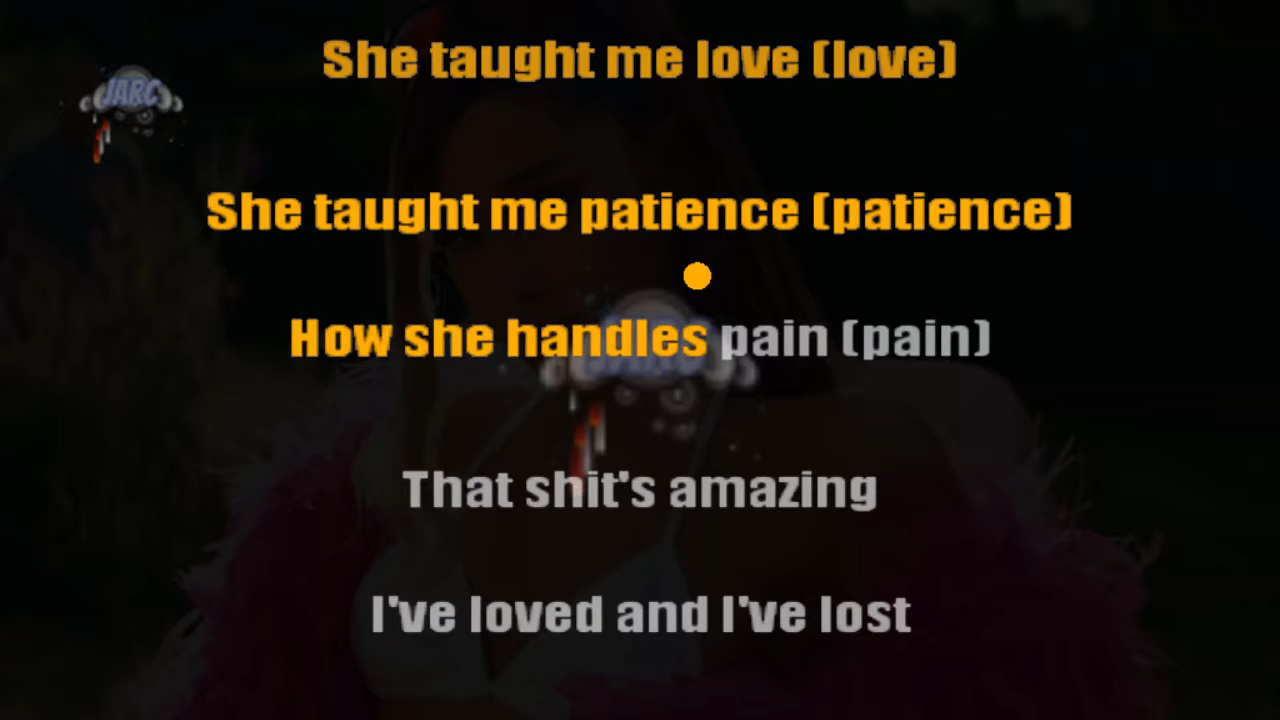 She taught me love (love)
JARC
She taught me patience (patience)
How she handles pain (pain)
That shit's amazing
I've loved and I've lost